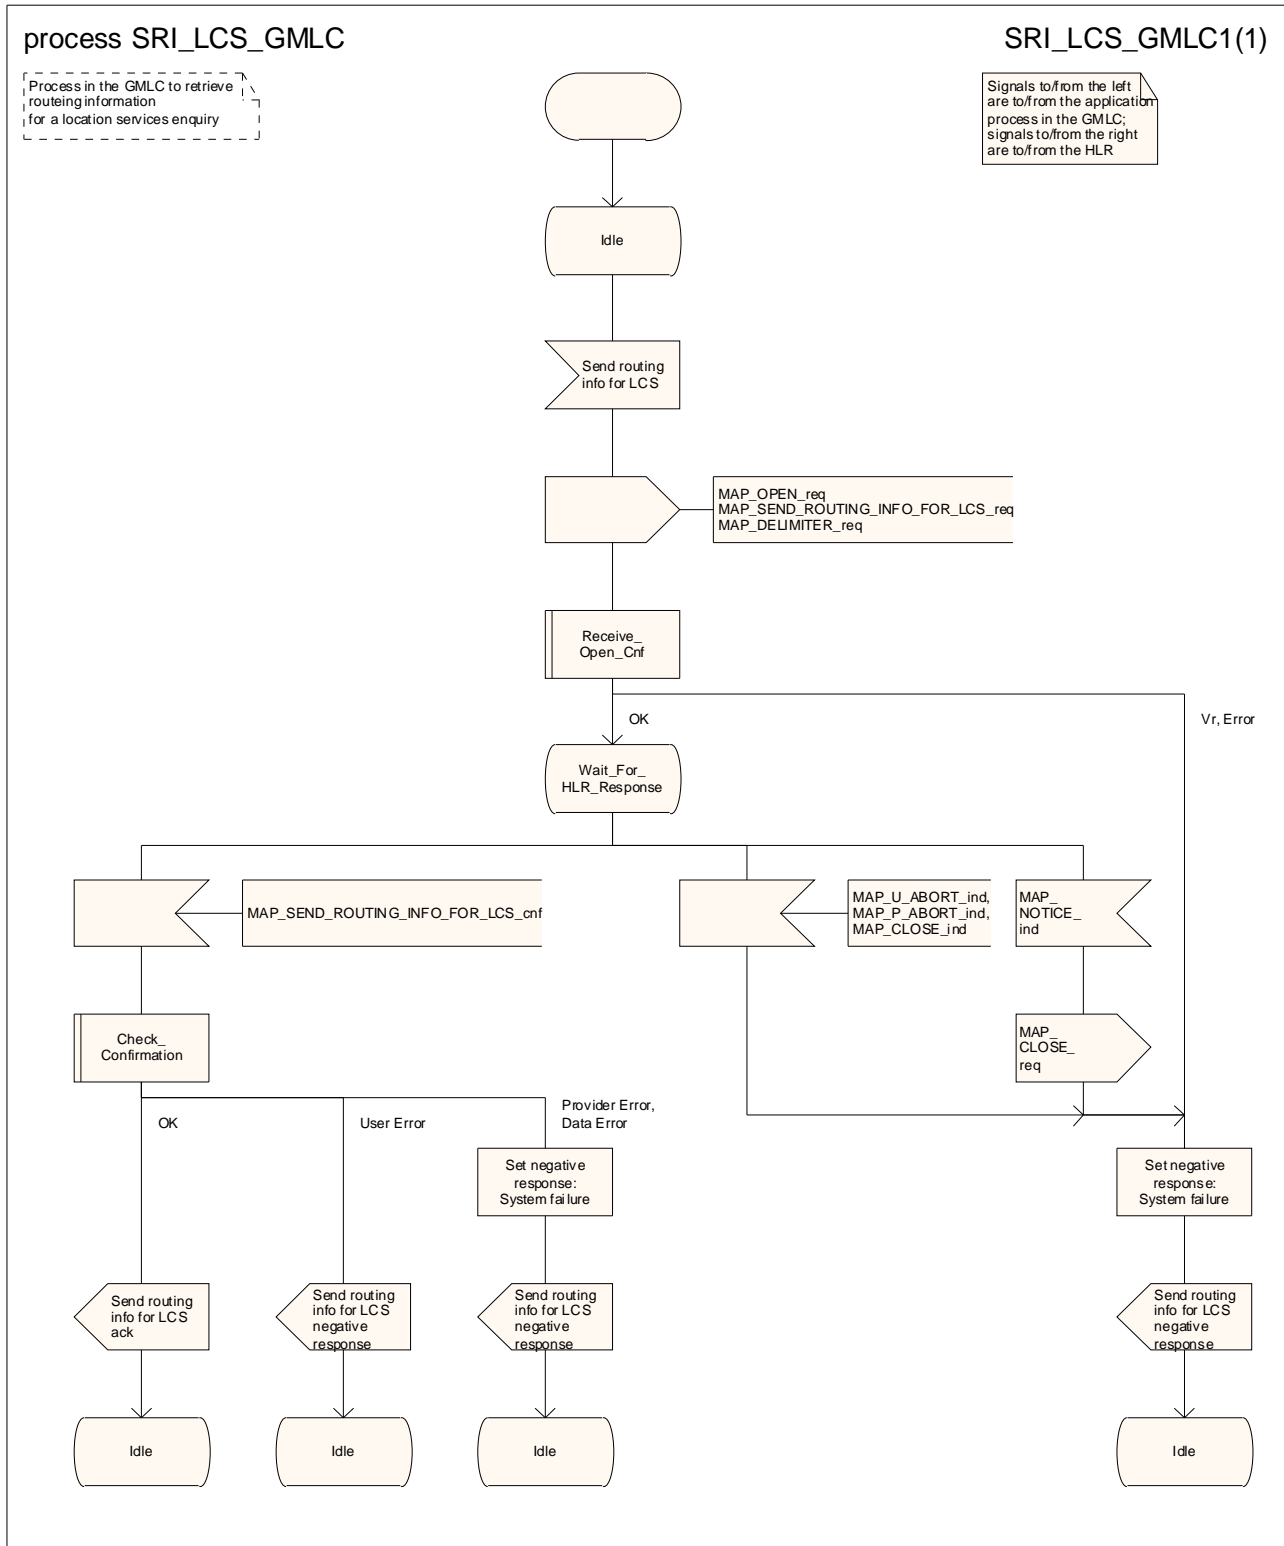 process SRI_LCS_GMLC
SRI_LCS_GMLC1(1)
Process in the GMLC to retrieve
routeing information
for a location services enquiry
Signals to/from the left
are to/from the application
process in the GMLC;
signals to/from the right
are to/from the HLR
Idle
Send routing
info for LCS
MAP_OPEN_req
MAP_SEND_ROUTING_INFO_FOR_LCS_req
MAP_DELIMITER_req
Receive_
Open_Cnf
OK
Vr, Error
Wait_For_
HLR_Response
MAP_SEND_ROUTING_INFO_FOR_LCS_cnf
MAP_U_ABORT_ind,
MAP_P_ABORT_ind,
MAP_CLOSE_ind
MAP_
NOTICE_
ind
Check_
Confirmation
MAP_
CLOSE_
req
OK
User Error
Provider Error,
Data Error
Set negative
response:
System failure
Set negative
response:
System failure
Send routing
info for LCS
ack
Send routing
info for LCS
negative
response
Send routing
info for LCS
negative
response
Send routing
info for LCS
negative
response
Idle
Idle
Idle
Idle